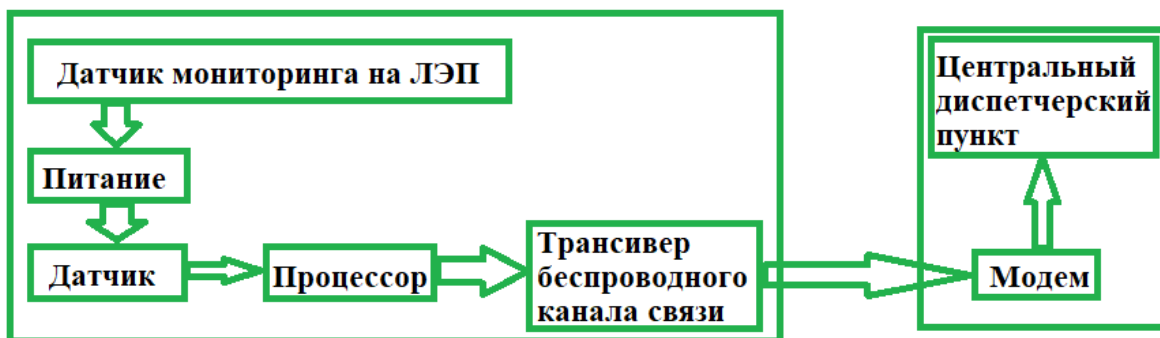 Датчик мониторинга на ЛЭП
Питание
Датчик
Процессор
Трансивер
беспроводного
канала связи
Модем
Центральный
диспетчерский
пункт